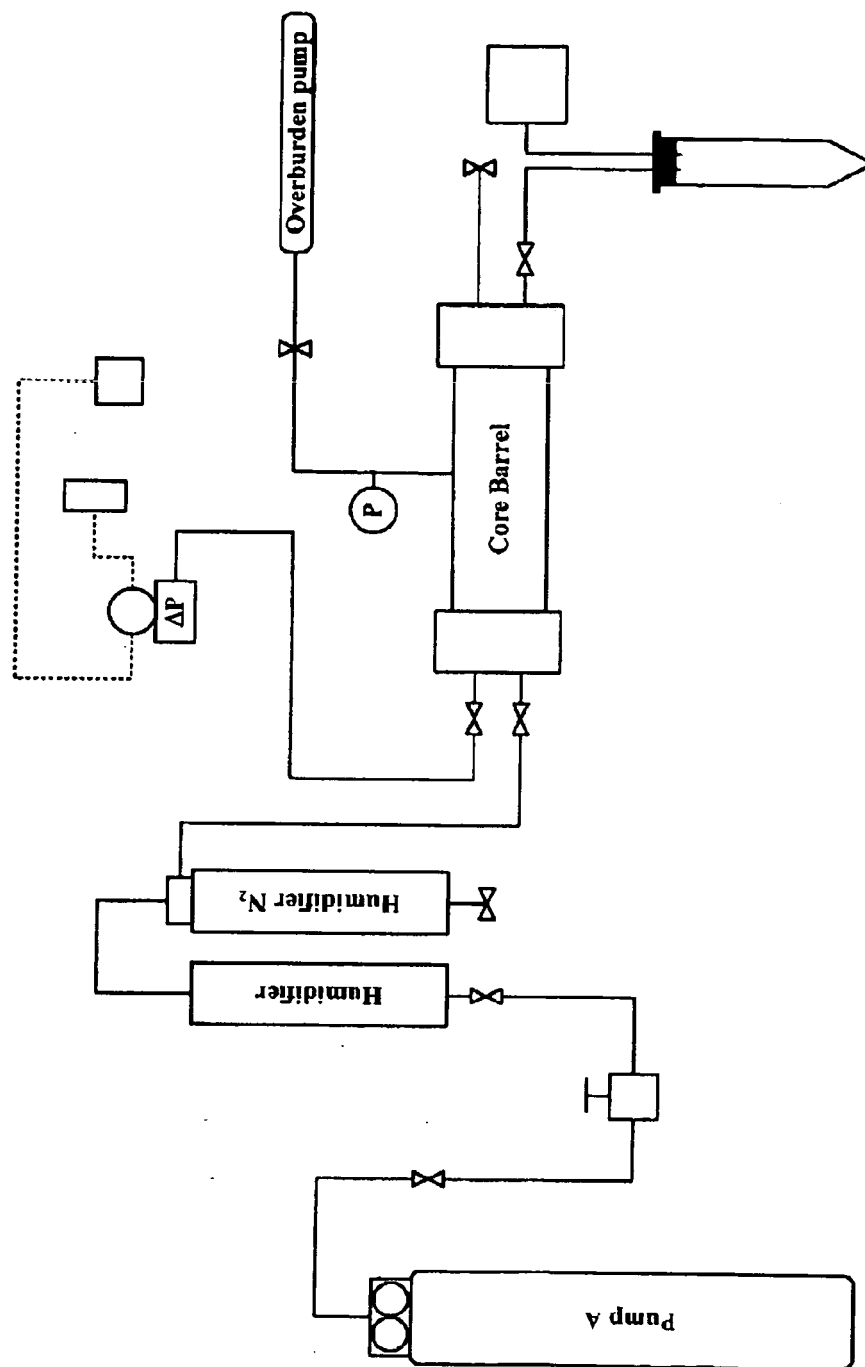 Overburden pump
ΔP
P
Core Barrel
Humidifier N₂
Humidifier
Pump A